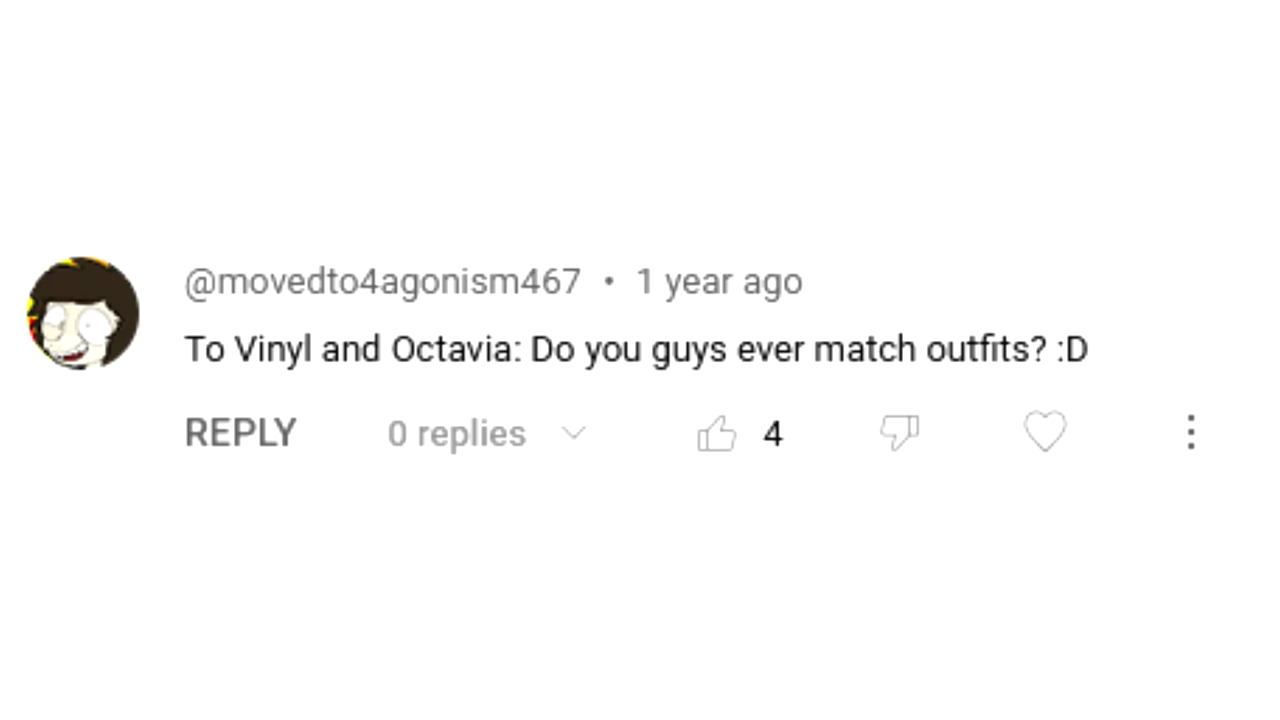 @movedto4agonism467 • 1 year ago
To Vinyl and Octavia: Do you guys ever match outfits? :D
REPLY 0 replies 4